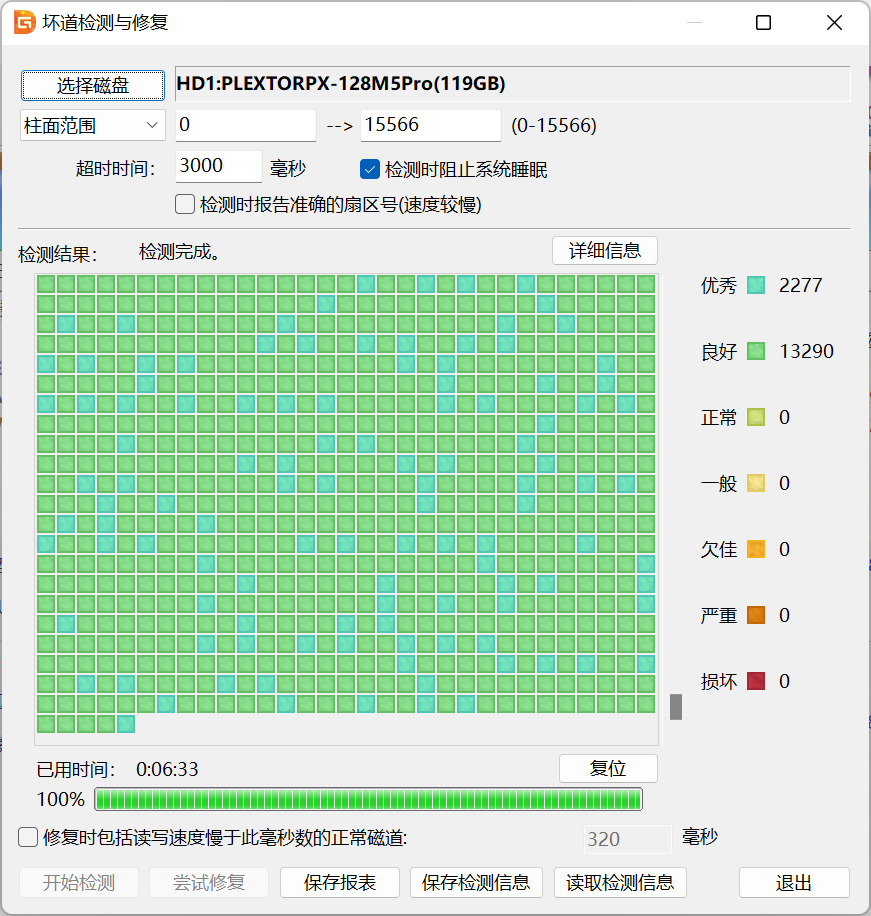 坏道检测与修复
选择磁盘 HD1:PLEXTORPX-128M5Pro(119GB)
柱面范围 0 --> 15566 (0-15566)
超时时间: 3000 毫秒 检测时阻止系统睡眠
检测时报告准确的扇区号(速度较慢)
检测结果: 检测完成。 详细信息
优秀 2277
良好 13290
正常 0
一般 0
欠佳 0
严重 0
损坏 0
已用时间: 0:06:33 复位
100%
修复时包括读写速度慢于此毫秒数的正常磁道: 320 毫秒
开始检测 尝试修复 保存报表 保存检测信息 读取检测信息 退出